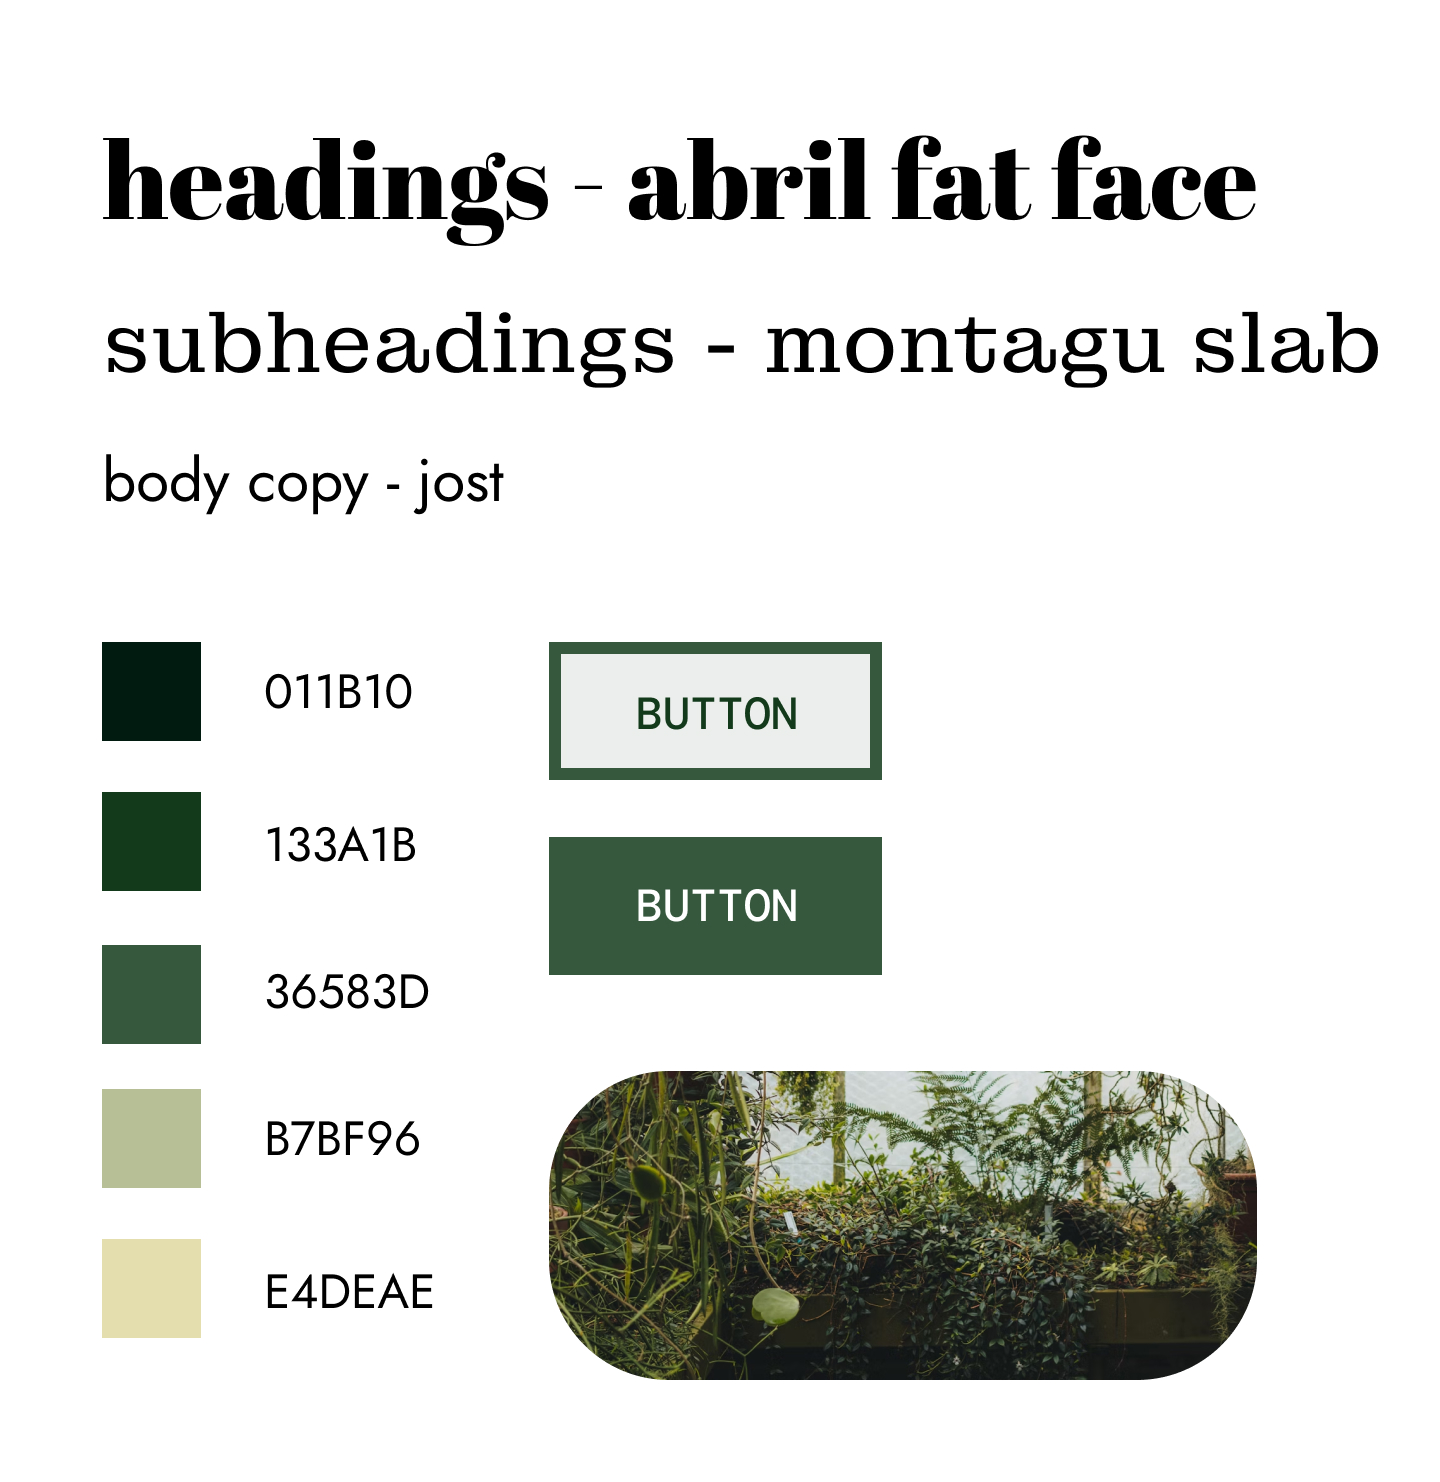 headings - abril fat face
subheadings - montagu slab
body copy - jost
011B10
BUTTON
133A1B
BUTTON
36583D
B7BF96
E4DEAE